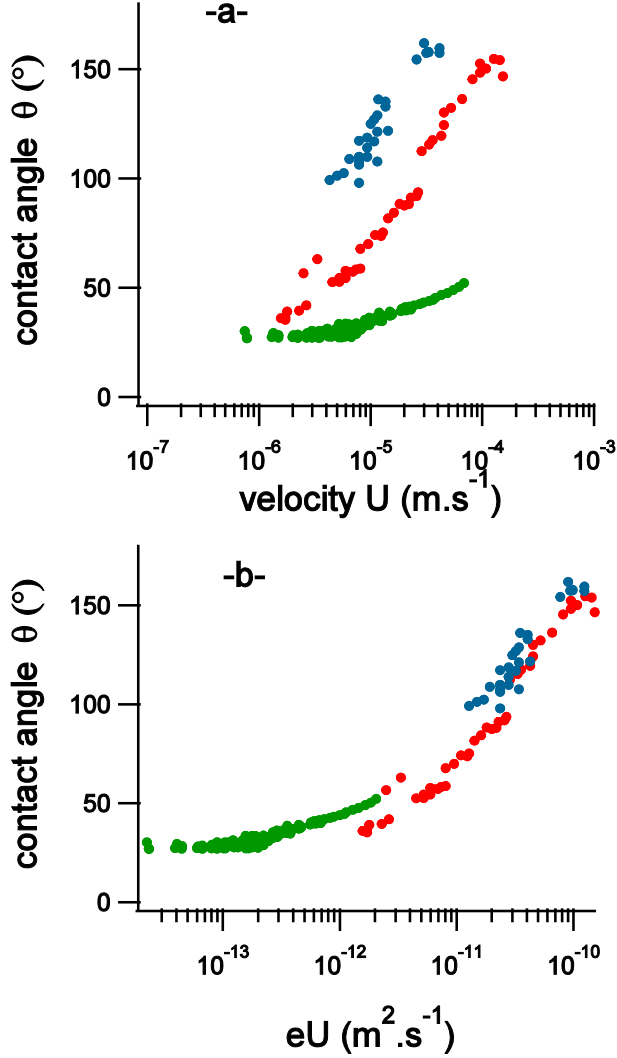 -a-
150
100
50
0
contact angle θ (°)
10⁻⁷ 10⁻⁶ 10⁻⁵ 10⁻⁴ 10⁻³
velocity U (m.s⁻¹)
-b-
150
100
50
0
contact angle θ (°)
10⁻¹³ 10⁻¹² 10⁻¹¹ 10⁻¹⁰
eU (m².s⁻¹)